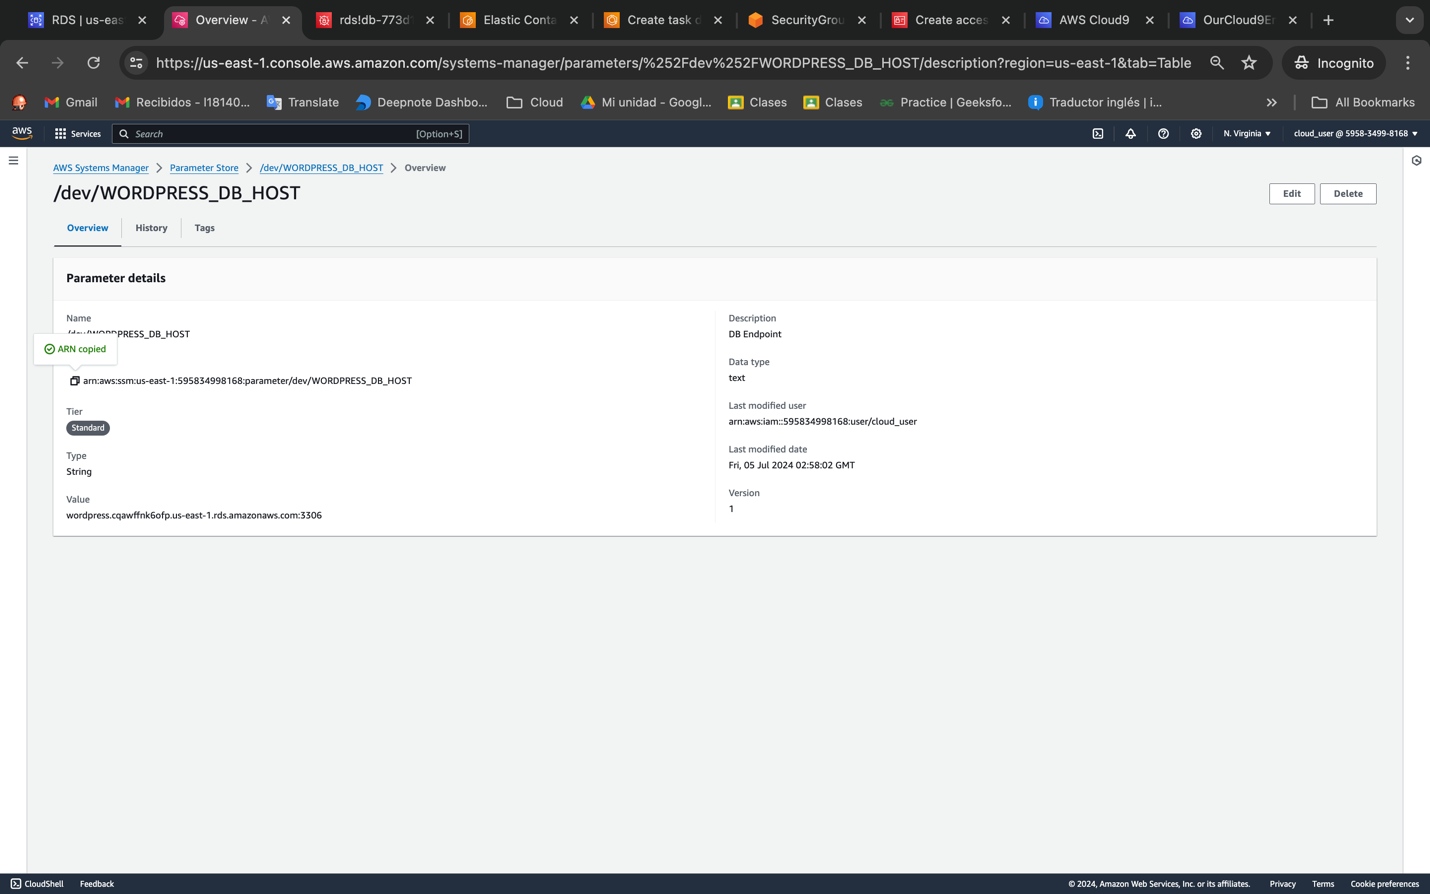 RDS | us-eas
Overview - A
rds!db-773d
Elastic Conta
Create task d
SecurityGrou
Create acces
AWS Cloud9
OurCloud9En
https://us-east-1.console.aws.amazon.com/systems-manager/parameters/%252Fdev%252FWORDPRESS_DB_HOST/description?region=us-east-1&tab=Table
Incognito
Gmail
Recibidos - l18140...
Translate
Deepnote Dashbo...
Cloud
Mi unidad - Googl...
Clases
Clases
Practice | Geeksfo...
Traductor inglés | i...
All Bookmarks
aws
Services
Search
[Option+S]
N. Virginia
cloud_user @ 5958-3499-8168
AWS Systems Manager
Parameter Store
/dev/WORDPRESS_DB_HOST
Overview
/dev/WORDPRESS_DB_HOST
Edit
Delete
Overview
History
Tags
Parameter details
Name
/dev/WORDPRESS_DB_HOST
ARN copied
arn:aws:ssm:us-east-1:595834998168:parameter/dev/WORDPRESS_DB_HOST
Tier
Standard
Type
String
Value
wordpress.cqawffnk6ofp.us-east-1.rds.amazonaws.com:3306
Description
DB Endpoint
Data type
text
Last modified user
arn:aws:iam::595834998168:user/cloud_user
Last modified date
Fri, 05 Jul 2024 02:58:02 GMT
Version
1
CloudShell
Feedback
© 2024, Amazon Web Services, Inc. or its affiliates.
Privacy
Terms
Cookie preferences